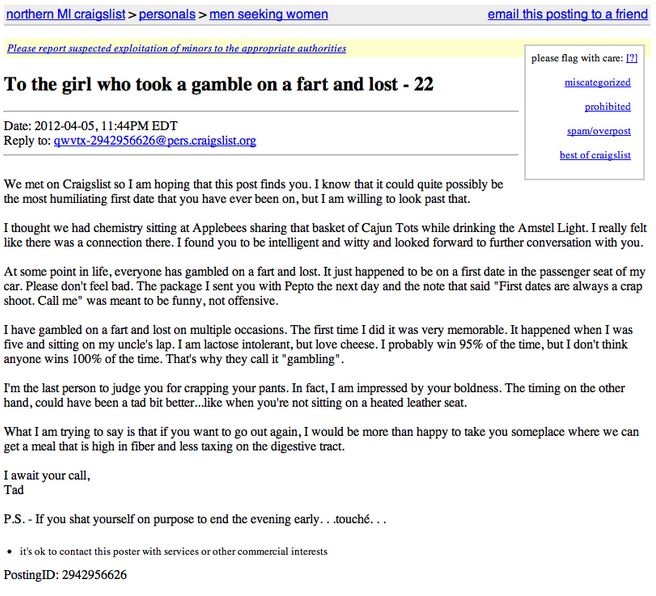 northern MI craigslist > personals > men seeking women
email this posting to a friend
Please report suspected exploitation of minors to the appropriate authorities
please flag with care: [?]
miscategorized
prohibited
spam/overpost
best of craigslist
To the girl who took a gamble on a fart and lost - 22
Date: 2012-04-05, 11:44PM EDT
Reply to: qwvtx-2942956626@pers.craigslist.org
We met on Craigslist so I am hoping that this post finds you. I know that it could quite possibly be
the most humiliating first date that you have ever been on, but I am willing to look past that.
I thought we had chemistry sitting at Applebees sharing that basket of Cajun Tots while drinking the Amstel Light. I really felt
like there was a connection there. I found you to be intelligent and witty and looked forward to further conversation with you.
At some point in life, everyone has gambled on a fart and lost. It just happened to be on a first date in the passenger seat of my
car. Please don't feel bad. The package I sent you with Pepto the next day and the note that said "First dates are always a crap
shoot. Call me" was meant to be funny, not offensive.
I have gambled on a fart and lost on multiple occasions. The first time I did it was very memorable. It happened when I was
five and sitting on my uncle's lap. I am lactose intolerant, but love cheese. I probably win 95% of the time, but I don't think
anyone wins 100% of the time. That's why they call it "gambling".
I'm the last person to judge you for crapping your pants. In fact, I am impressed by your boldness. The timing on the other
hand, could have been a tad bit better...like when you're not sitting on a heated leather seat.
What I am trying to say is that if you want to go out again, I would be more than happy to take you someplace where we can
get a meal that is high in fiber and less taxing on the digestive tract.
I await your call,
Tad
P.S. - If you shat yourself on purpose to end the evening early. . .touché. . .
• it's ok to contact this poster with services or other commercial interests
PostingID: 2942956626